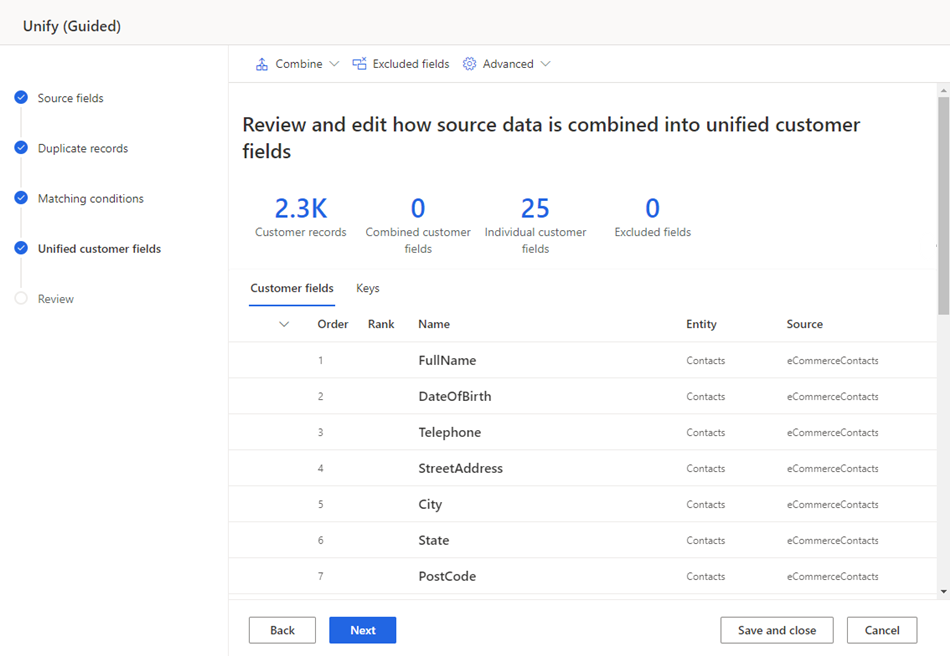 Unify (Guided)
Source fields
Duplicate records
Matching conditions
Unified customer fields
Review
Combine Excluded fields Advanced
Review and edit how source data is combined into unified customer
fields
2.3K 0 25 0
Customer records Combined customer Individual customer Excluded fields
fields fields
Customer fields Keys
Order Rank Name Entity Source
1 FullName Contacts eCommerceContacts
2 DateOfBirth Contacts eCommerceContacts
3 Telephone Contacts eCommerceContacts
4 StreetAddress Contacts eCommerceContacts
5 City Contacts eCommerceContacts
6 State Contacts eCommerceContacts
7 PostCode Contacts eCommerceContacts
Back Next Save and close Cancel